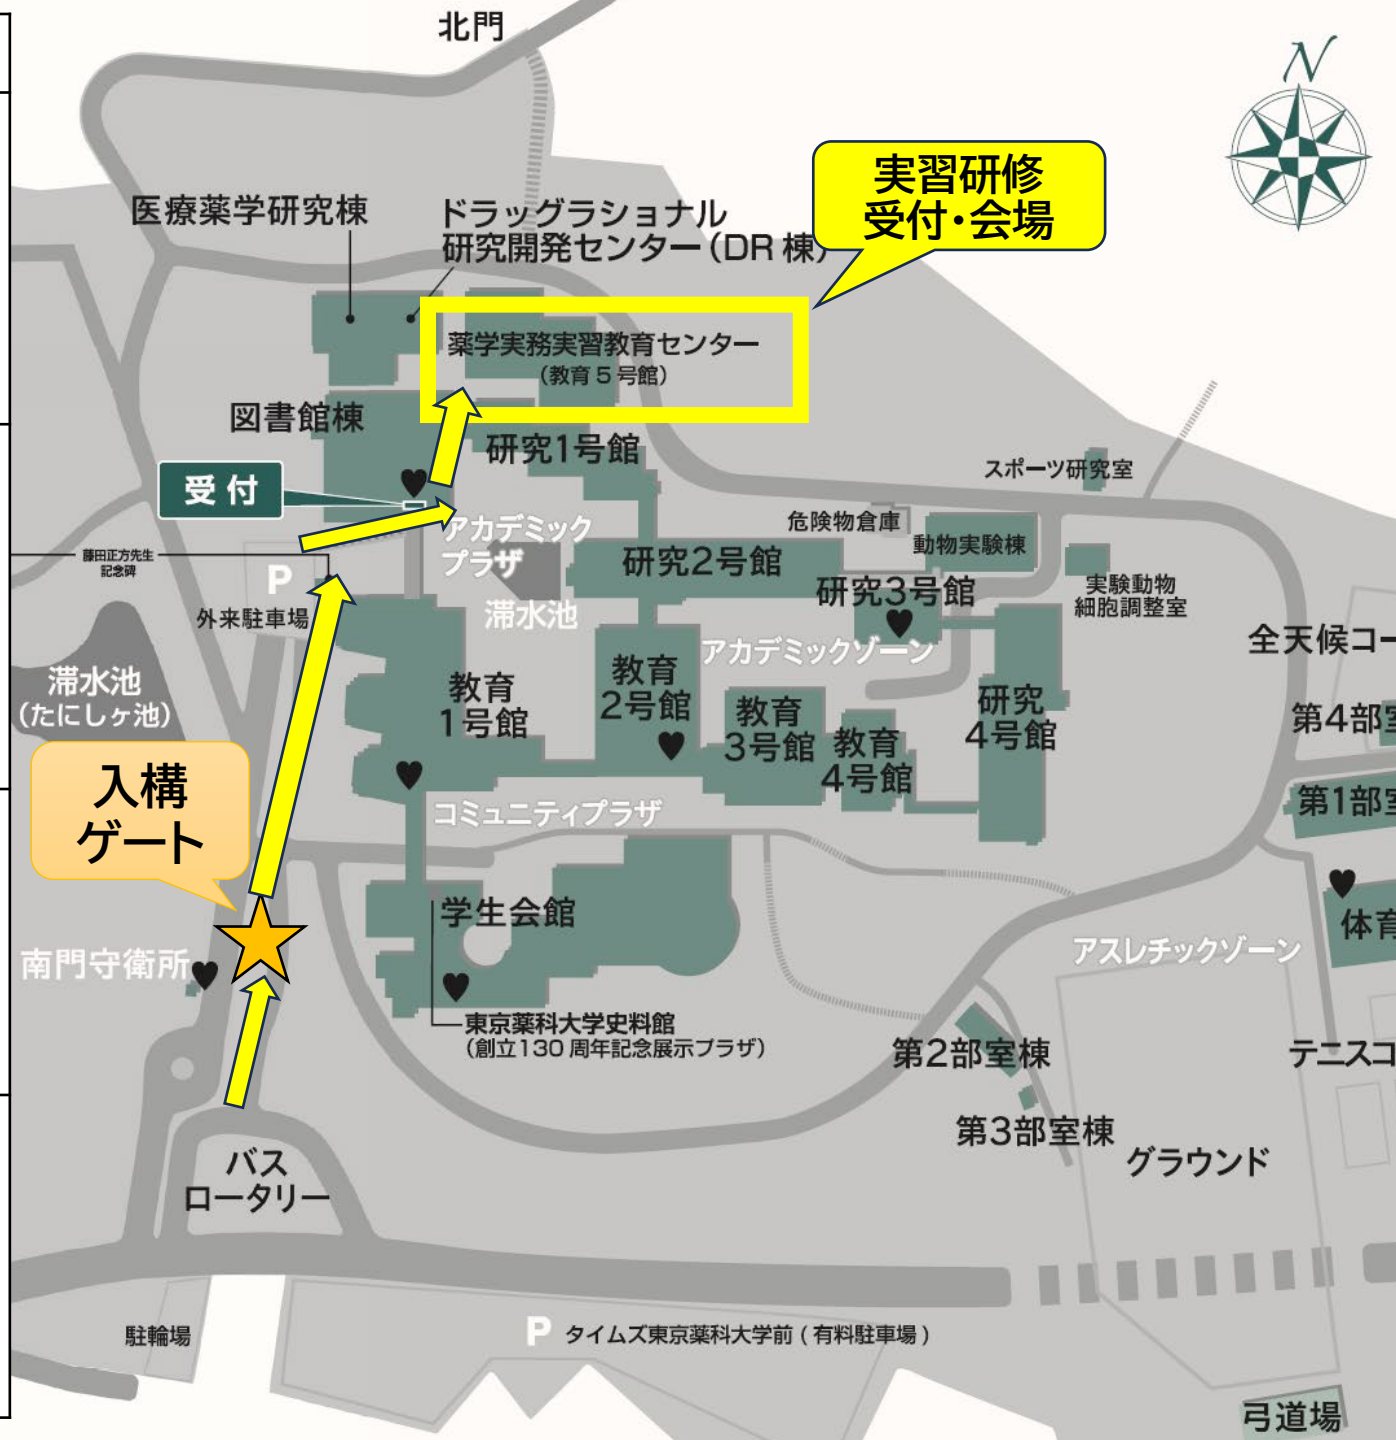 北門
N
実習研修
受付・会場
医療薬学研究棟
ドラッグラショナル
研究開発センター(DR 棟)
薬学実務実習教育センター
(教育 5 号館)
図書館棟
研究1号館
受 付
スポーツ研究室
アカデミック
プラザ
危険物倉庫
動物実験棟
藤田正方先生
記念碑
P
外来駐車場
研究2号館
研究3号館
実験動物
細胞調整室
滞水池
アカデミックゾーン
全天候コー
滞水池
(たにしヶ池)
教育
1号館
教育
2号館
教育
3号館
教育
4号館
研究
4号館
第4部室
入構
ゲート
コミュニティプラザ
第1部室
学生会館
体育
南門守衛所
アスレチックゾーン
東京薬科大学史料館
(創立130 周年記念展示プラザ)
第2部室棟
テニスコ
第3部室棟
グラウンド
バス
ロータリー
駐輪場
P タイムズ東京薬科大学前 ( 有料駐車場 )
弓道場